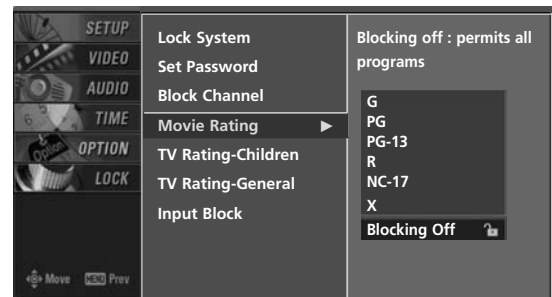 SETUP
VIDEO
AUDIO
TIME
OPTION
LOCK
Move MENU Prev
Lock System
Set Password
Block Channel
Movie Rating ▶
TV Rating-Children
TV Rating-General
Input Block
Blocking off : permits all
programs
G
PG
PG-13
R
NC-17
X
Blocking Off